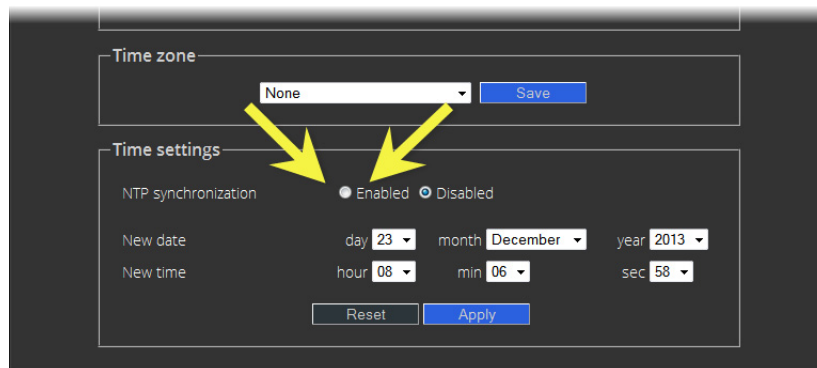 Time zone
None Save
Time settings
NTP synchronization Enabled Disabled
New date day 23 month December year 2013
New time hour 08 min 06 sec 58
Reset Apply